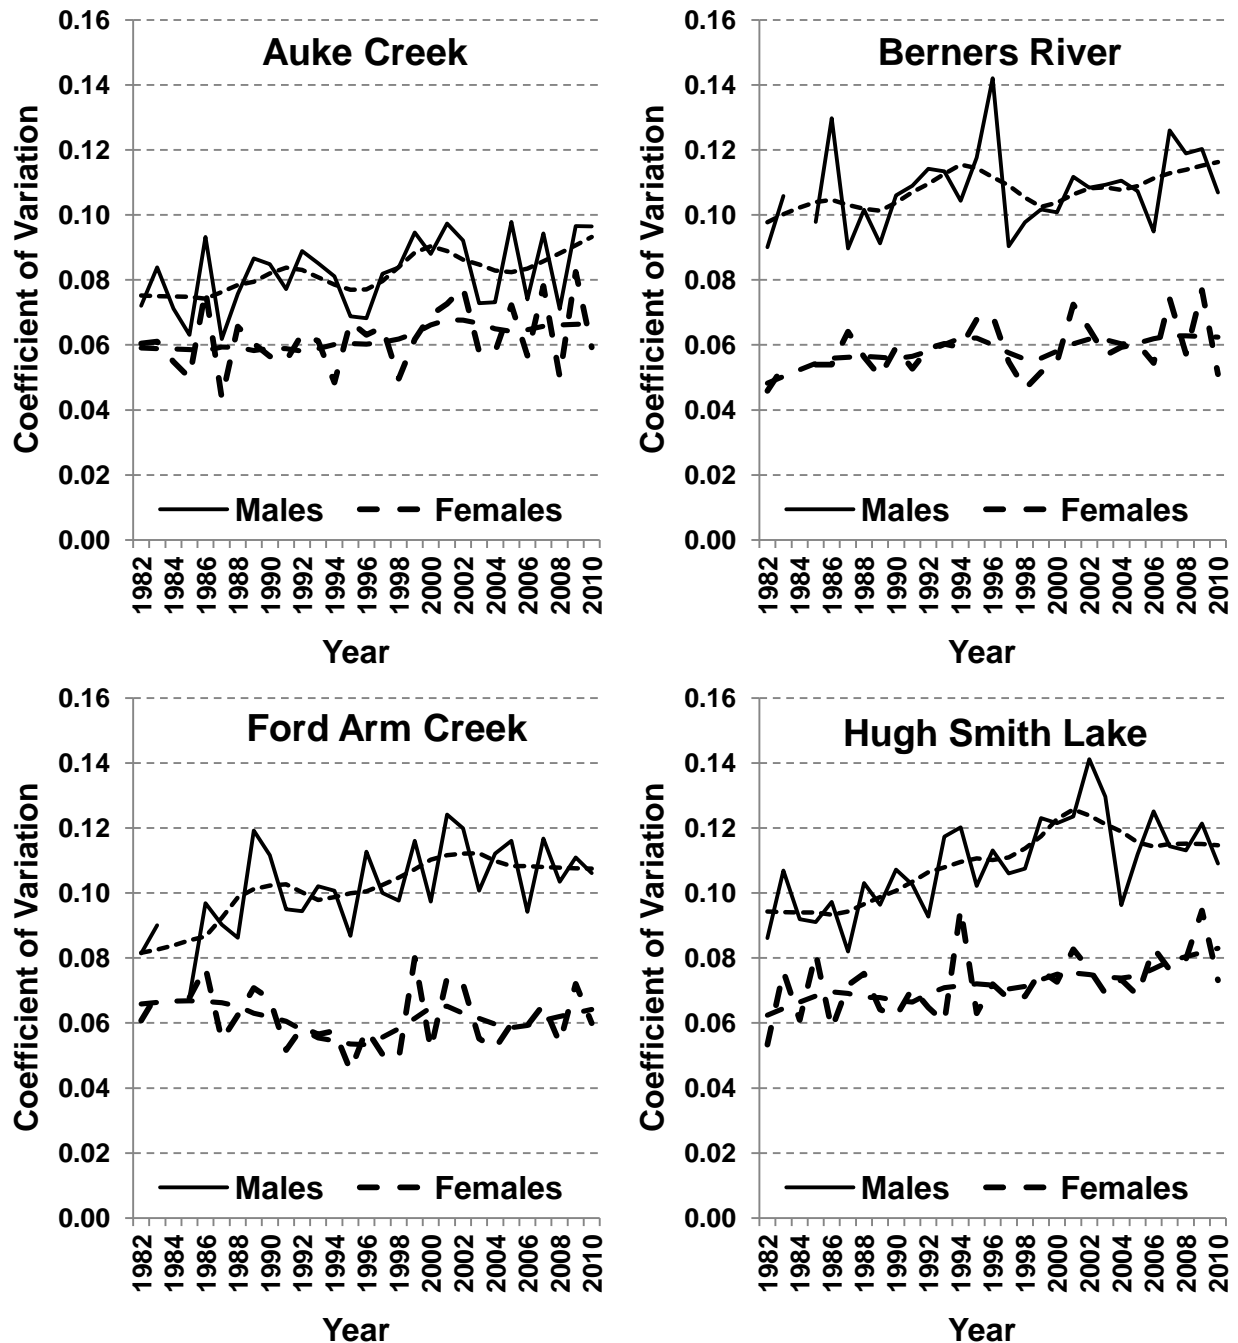 Auke Creek
Coefficient of Variation
0.16
0.14
0.12
0.10
0.08
0.06
0.04
0.02
0.00
Males Females
1982 1984 1986 1988 1990 1992 1994 1996 1998 2000 2002 2004 2006 2008 2010
Year
Berners River
Coefficient of Variation
0.16
0.14
0.12
0.10
0.08
0.06
0.04
0.02
0.00
Males Females
1982 1984 1986 1988 1990 1992 1994 1996 1998 2000 2002 2004 2006 2008 2010
Year
Ford Arm Creek
Coefficient of Variation
0.16
0.14
0.12
0.10
0.08
0.06
0.04
0.02
0.00
Males Females
1982 1984 1986 1988 1990 1992 1994 1996 1998 2000 2002 2004 2006 2008 2010
Year
Hugh Smith Lake
Coefficient of Variation
0.16
0.14
0.12
0.10
0.08
0.06
0.04
0.02
0.00
Males Females
1982 1984 1986 1988 1990 1992 1994 1996 1998 2000 2002 2004 2006 2008 2010
Year